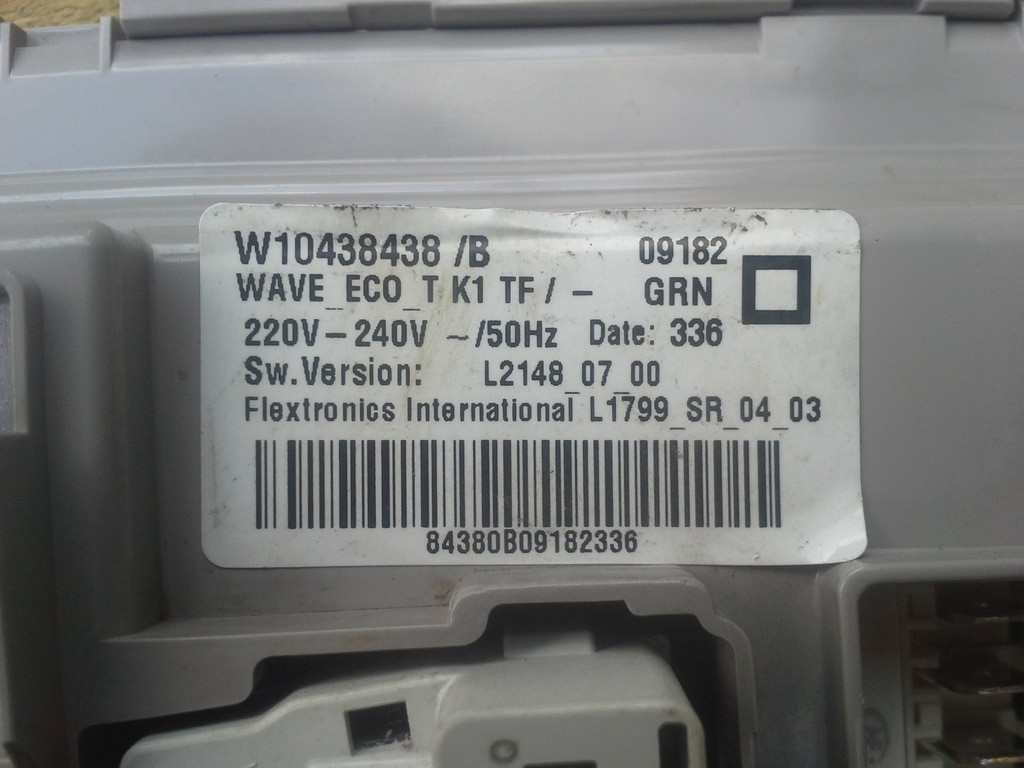 W10438438 /B 09182
WAVE_ECO_T K1 TF / - GRN
220V-240V ~/50Hz Date: 336
Sw.Version: L2148_07_00
Flextronics International L1799_SR_04_03
84380B09182336